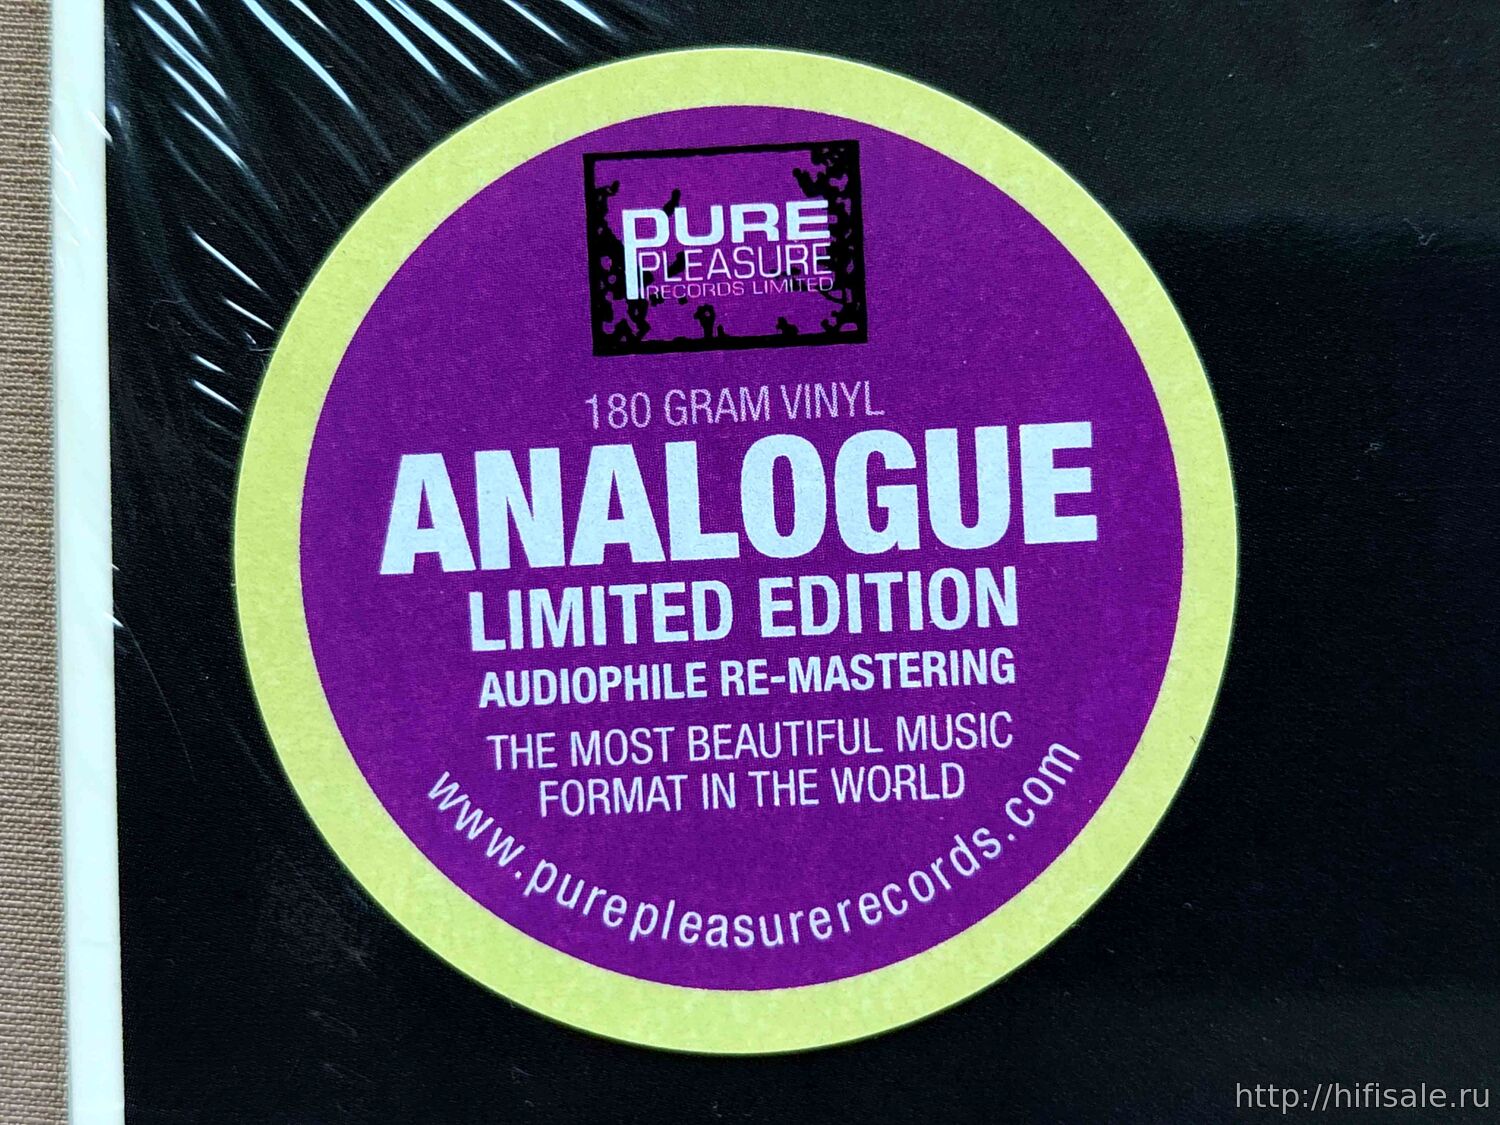 PURE
PLEASURE
RECORDS LIMITED
180 GRAM VINYL
ANALOGUE
LIMITED EDITION
AUDIOPHILE RE-MASTERING
THE MOST BEAUTIFUL MUSIC
FORMAT IN THE WORLD
www.purepleasurerecords.com
http://hifisale.ru